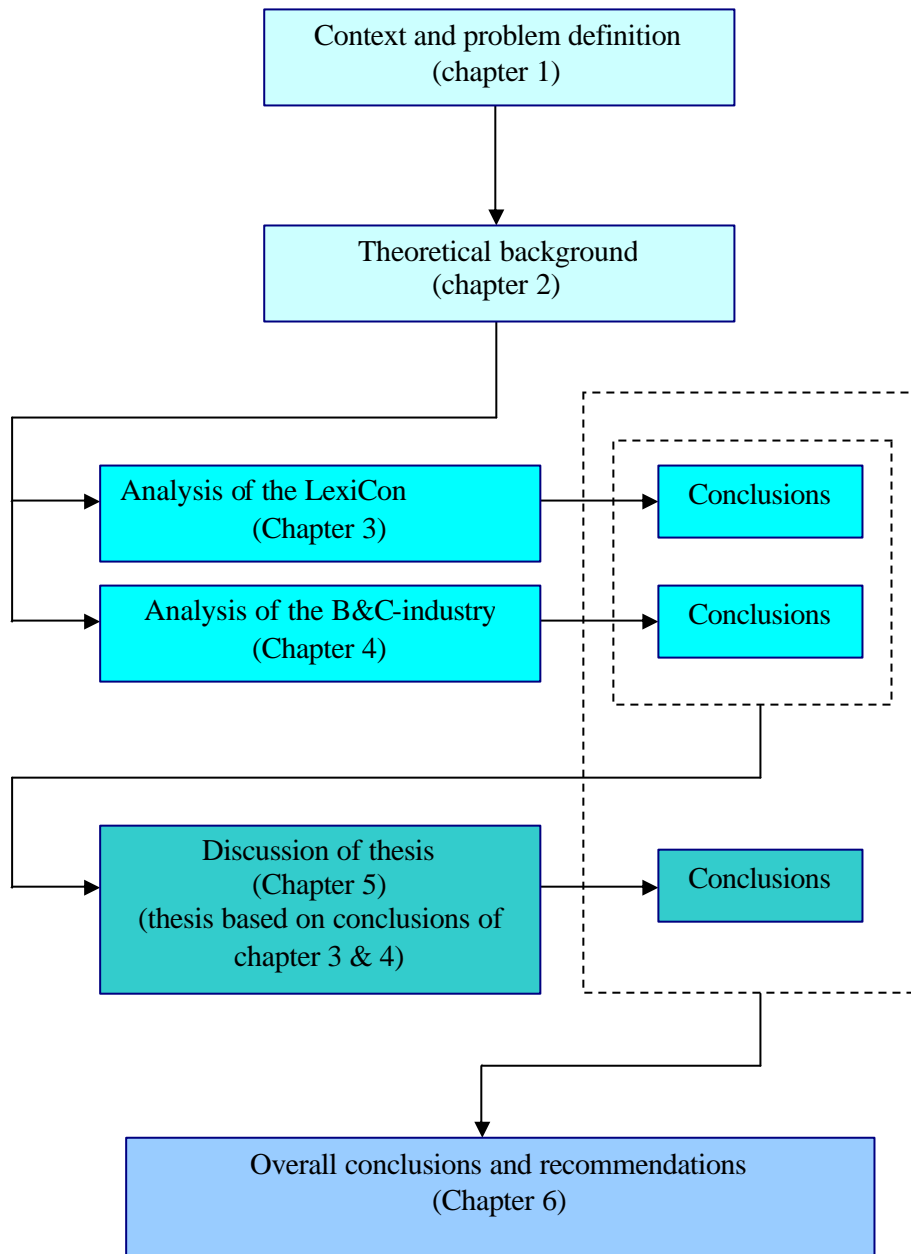 Context and problem definition
(chapter 1)
Theoretical background
(chapter 2)
Analysis of the LexiCon
(Chapter 3)
Conclusions
Analysis of the B&C-industry
(Chapter 4)
Conclusions
Discussion of thesis
(Chapter 5)
(thesis based on conclusions of
chapter 3 & 4)
Conclusions
Overall conclusions and recommendations
(Chapter 6)